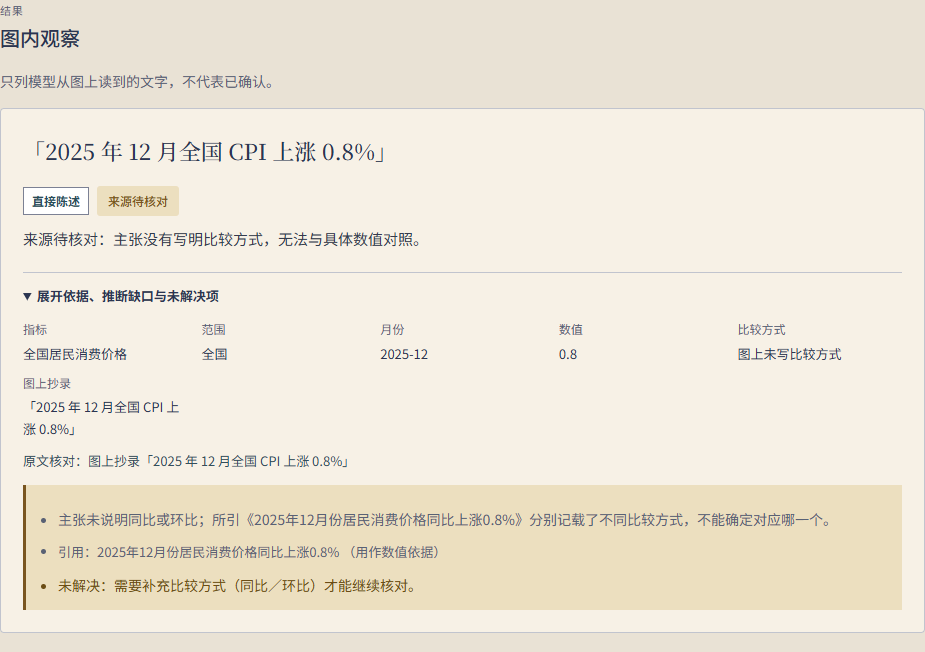 结果
图内观察
只列模型从图上读到的文字，不代表已确认。
「2025 年 12 月全国 CPI 上涨 0.8%」
直接陈述 来源待核对
来源待核对：主张没有写明比较方式，无法与具体数值对照。
▼ 展开依据、推断缺口与未解决项
指标 范围 月份 数值 比较方式
全国居民消费价格 全国 2025-12 0.8 图上未写比较方式
图上抄录
「2025 年 12 月全国 CPI 上
涨 0.8%」
原文核对：图上抄录「2025 年 12 月全国 CPI 上涨 0.8%」
• 主张未说明同比或环比；所引《2025年12月份居民消费价格同比上涨0.8%》分别记载了不同比较方式，不能确定对应哪一个。
• 引用：2025年12月份居民消费价格同比上涨0.8% （用作数值依据）
• 未解决：需要补充比较方式（同比／环比）才能继续核对。